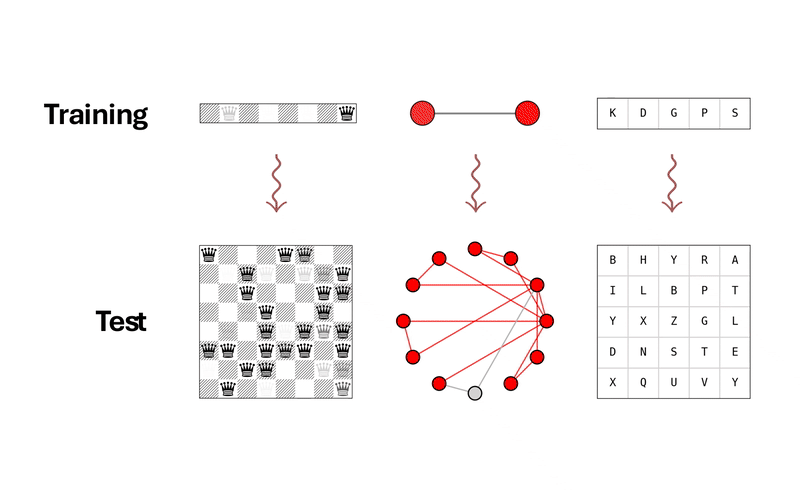 Training
K D G P S
Test
B H Y R A
I L B P T
Y X Z G L
D N S T E
X Q U V Y